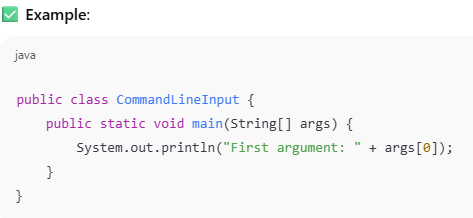 ✅ Example:
java
public class CommandLineInput {
    public static void main(String[] args) {
        System.out.println("First argument: " + args[0]);
    }
}